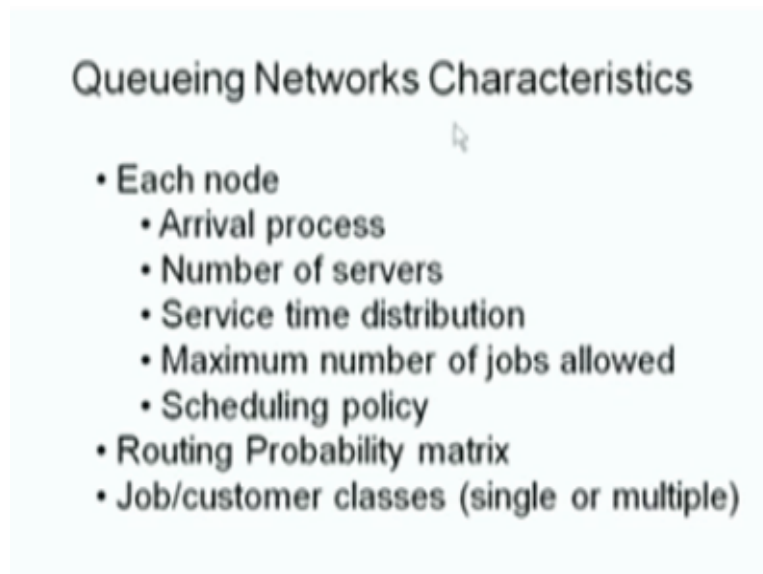 Queueing Networks Characteristics
• Each node
• Arrival process
• Number of servers
• Service time distribution
• Maximum number of jobs allowed
• Scheduling policy
• Routing Probability matrix
• Job/customer classes (single or multiple)